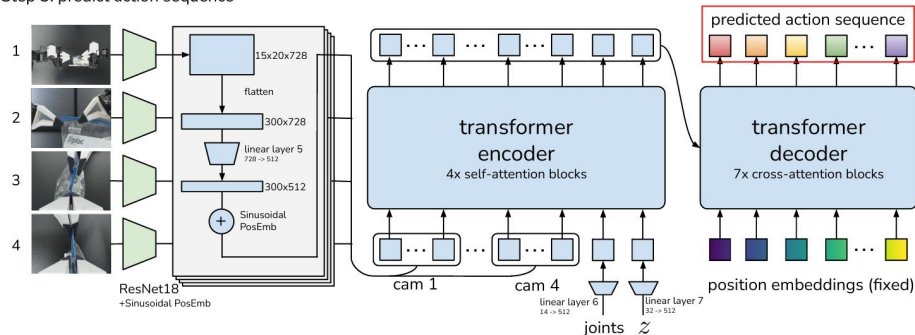 Step 3: predict action sequence
1
2
3
4
ResNet18
+Sinusoidal PosEmb
15x20x728
flatten
300x728
linear layer 5
728 -> 512
300x512
+
Sinusoidal
PosEmb
transformer
encoder
4x self-attention blocks
cam 1
cam 4
linear layer 6
14 -> 512
linear layer 7
32 -> 512
joints
z
predicted action sequence
transformer
decoder
7x cross-attention blocks
position embeddings (fixed)